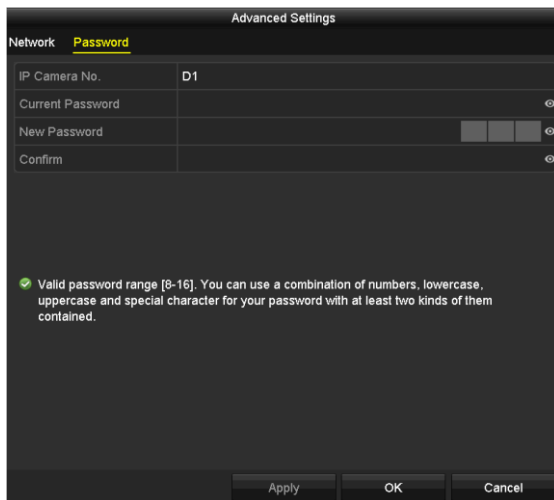 Advanced Settings
Network Password
IP Camera No. D1
Current Password
New Password
Confirm
Valid password range [8-16]. You can use a combination of numbers, lowercase,
uppercase and special character for your password with at least two kinds of them
contained.
Apply OK Cancel